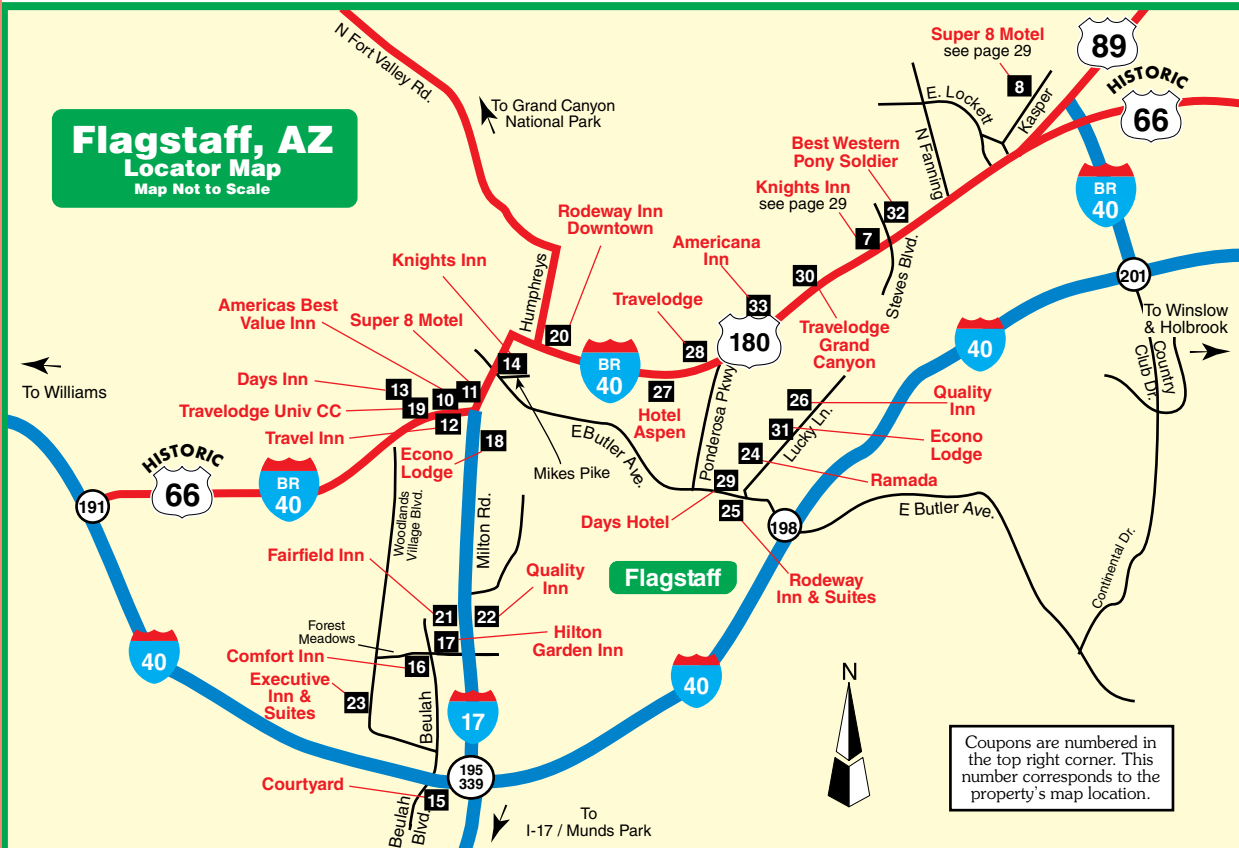 Flagstaff, AZ
Locator Map
Map Not to Scale
N Fort Valley Rd.
To Grand Canyon
National Park
Super 8 Motel
see page 29
8
89
HISTORIC
66
E. Lockett
Kasper
N Fanning
Best Western
Pony Soldier
32
Knights Inn
see page 29
7
Steves Blvd.
BR
40
201
To Winslow
& Holbrook
Country
Club Dr.
Rodeway Inn
Downtown
20
Humphreys
Americana
Inn
33
180
30
Travelodge
Grand
Canyon
Travelodge
28
BR
40
27
Hotel
Aspen
Knights Inn
14
Mikes Pike
Americas Best
Value Inn
10
Super 8 Motel
11
To Williams
Days Inn
13
Travelodge Univ CC
19
Travel Inn
12
Econo
Lodge
18
HISTORIC
66
BR
40
191
40
E Butler Ave.
Ponderosa Pkwy.
Lucky Ln.
26
Quality
Inn
31
Econo
Lodge
24
Ramada
29
Days Hotel
25
Rodeway
Inn & Suites
198
E Butler Ave.
Continental Dr.
40
Woodlands
Village Blvd.
Milton Rd.
Fairfield Inn
21
Quality
Inn
22
Flagstaff
Forest
Meadows
17
Hilton
Garden Inn
Comfort Inn
16
Executive
Inn &
Suites
23
Beulah
17
40
40
195
339
Courtyard
15
Beulah
Blvd.
To
I-17 / Munds Park
N
Coupons are numbered in
the top right corner. This
number corresponds to the
property's map location.